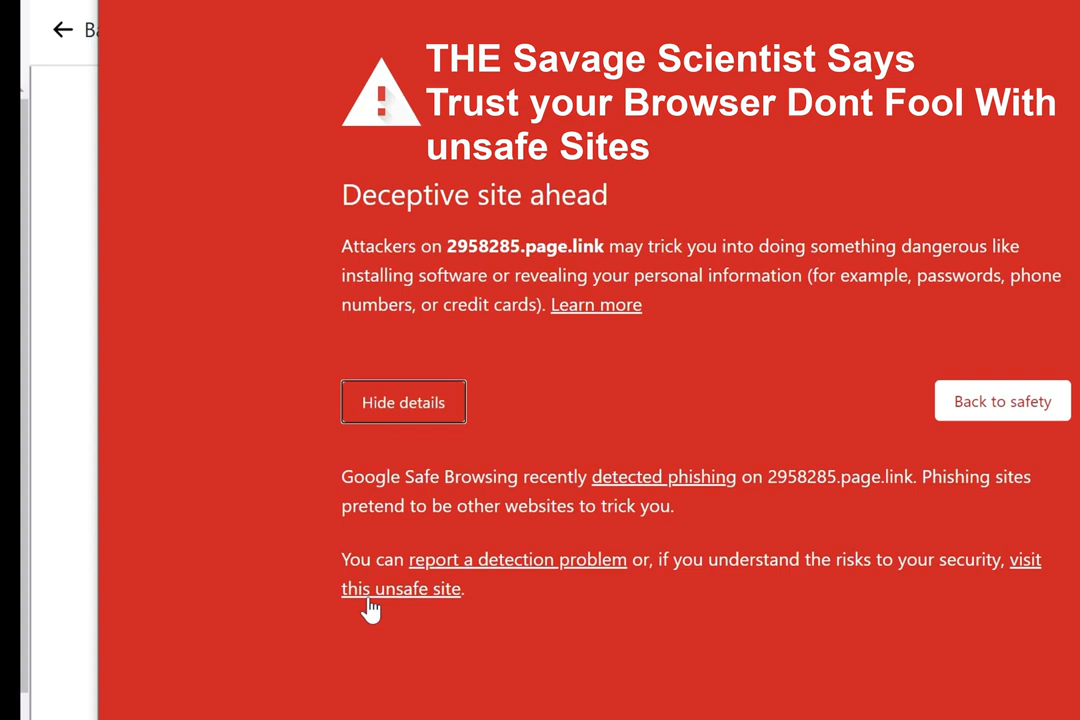 Ba
THE Savage Scientist Says
Trust your Browser Dont Fool With
unsafe Sites
Deceptive site ahead
Attackers on 2958285.page.link may trick you into doing something dangerous like
installing software or revealing your personal information (for example, passwords, phone
numbers, or credit cards). Learn more
Hide details
Back to safety
Google Safe Browsing recently detected phishing on 2958285.page.link. Phishing sites
pretend to be other websites to trick you.
You can report a detection problem or, if you understand the risks to your security, visit
this unsafe site.